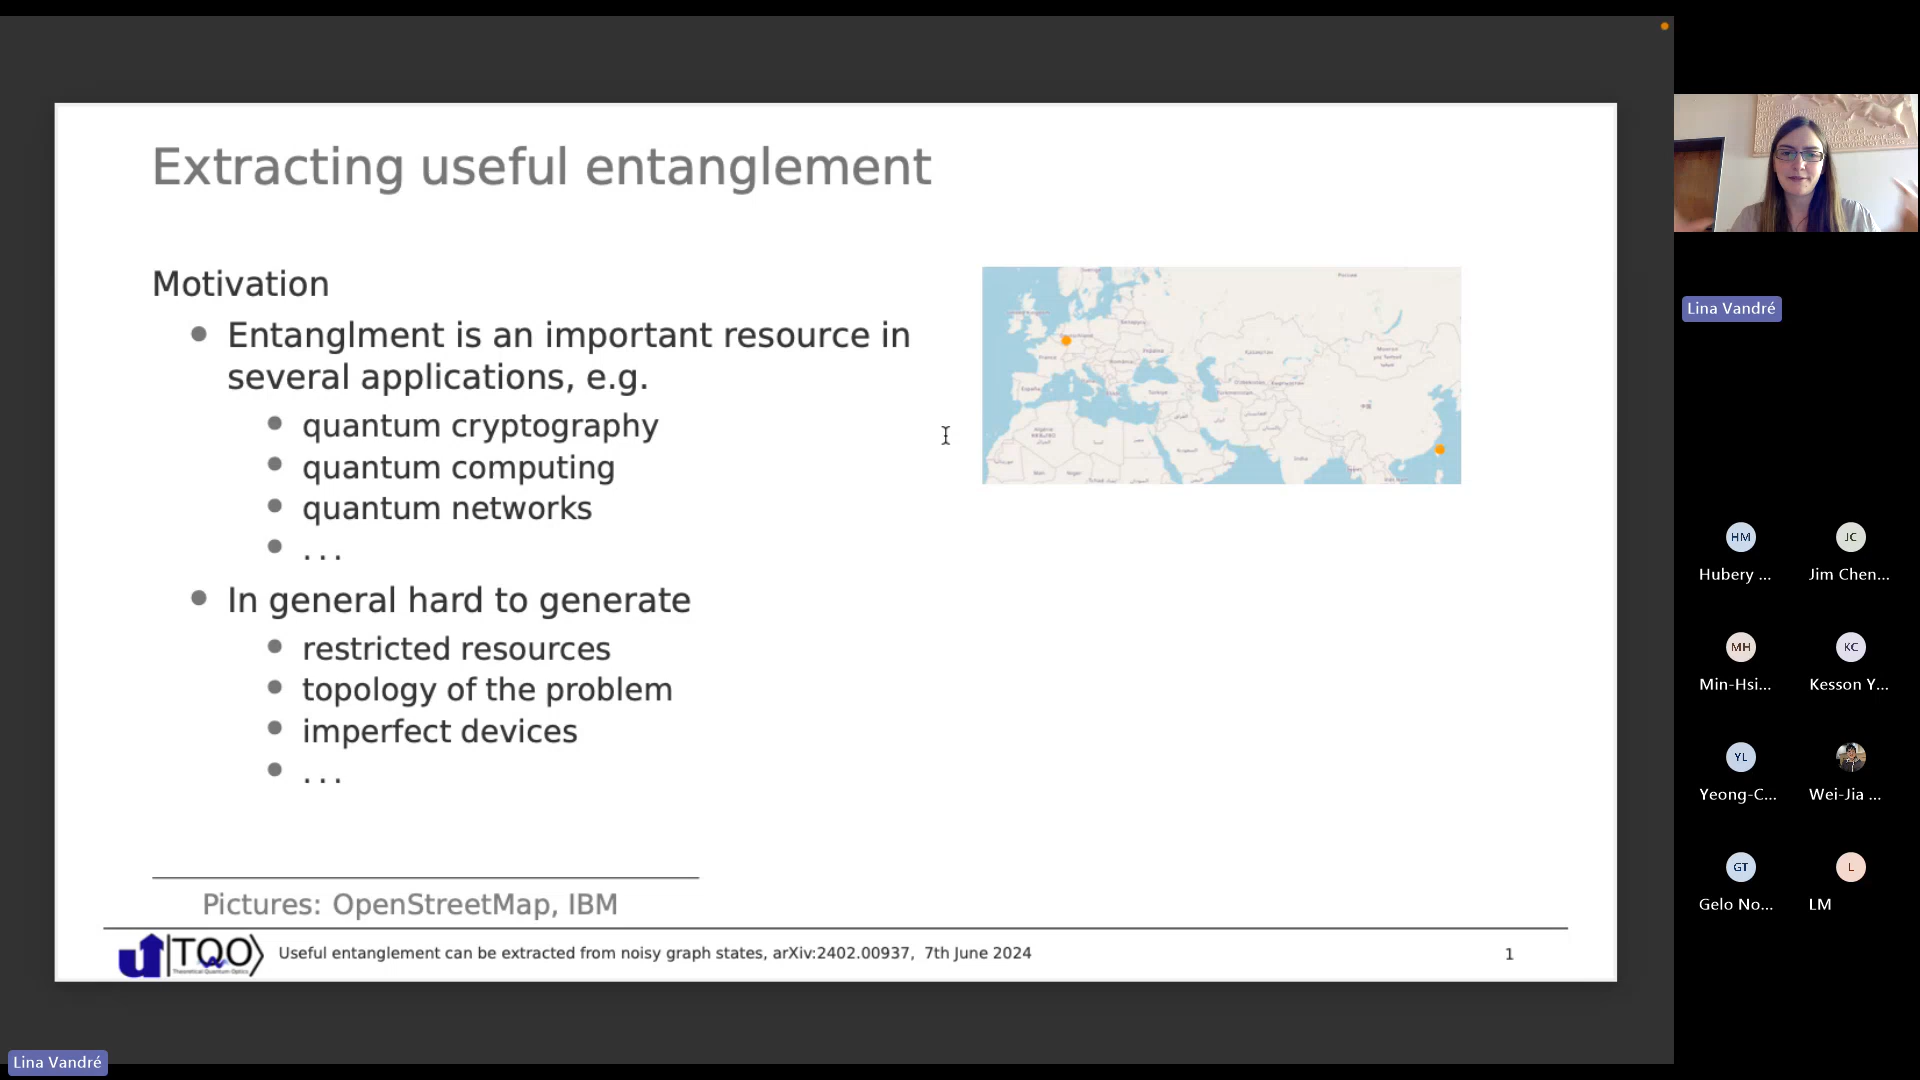 Extracting useful entanglement
Motivation
Entanglment is an important resource in
several applications, e.g.
quantum cryptography
quantum computing
quantum networks
...
In general hard to generate
restricted resources
topology of the problem
imperfect devices
...
Pictures: OpenStreetMap, IBM
TQO
Theoretical Quantum Optics
Useful entanglement can be extracted from noisy graph states, arXiv:2402.00937, 7th June 2024
1
France
India
中国
Lina Vandré
HM
JC
Hubery ...
Jim Chen...
MH
KC
Min-Hsi...
Kesson Y...
YL
Yeong-C...
Wei-Jia ...
GT
L
Gelo No...
LM
Lina Vandré